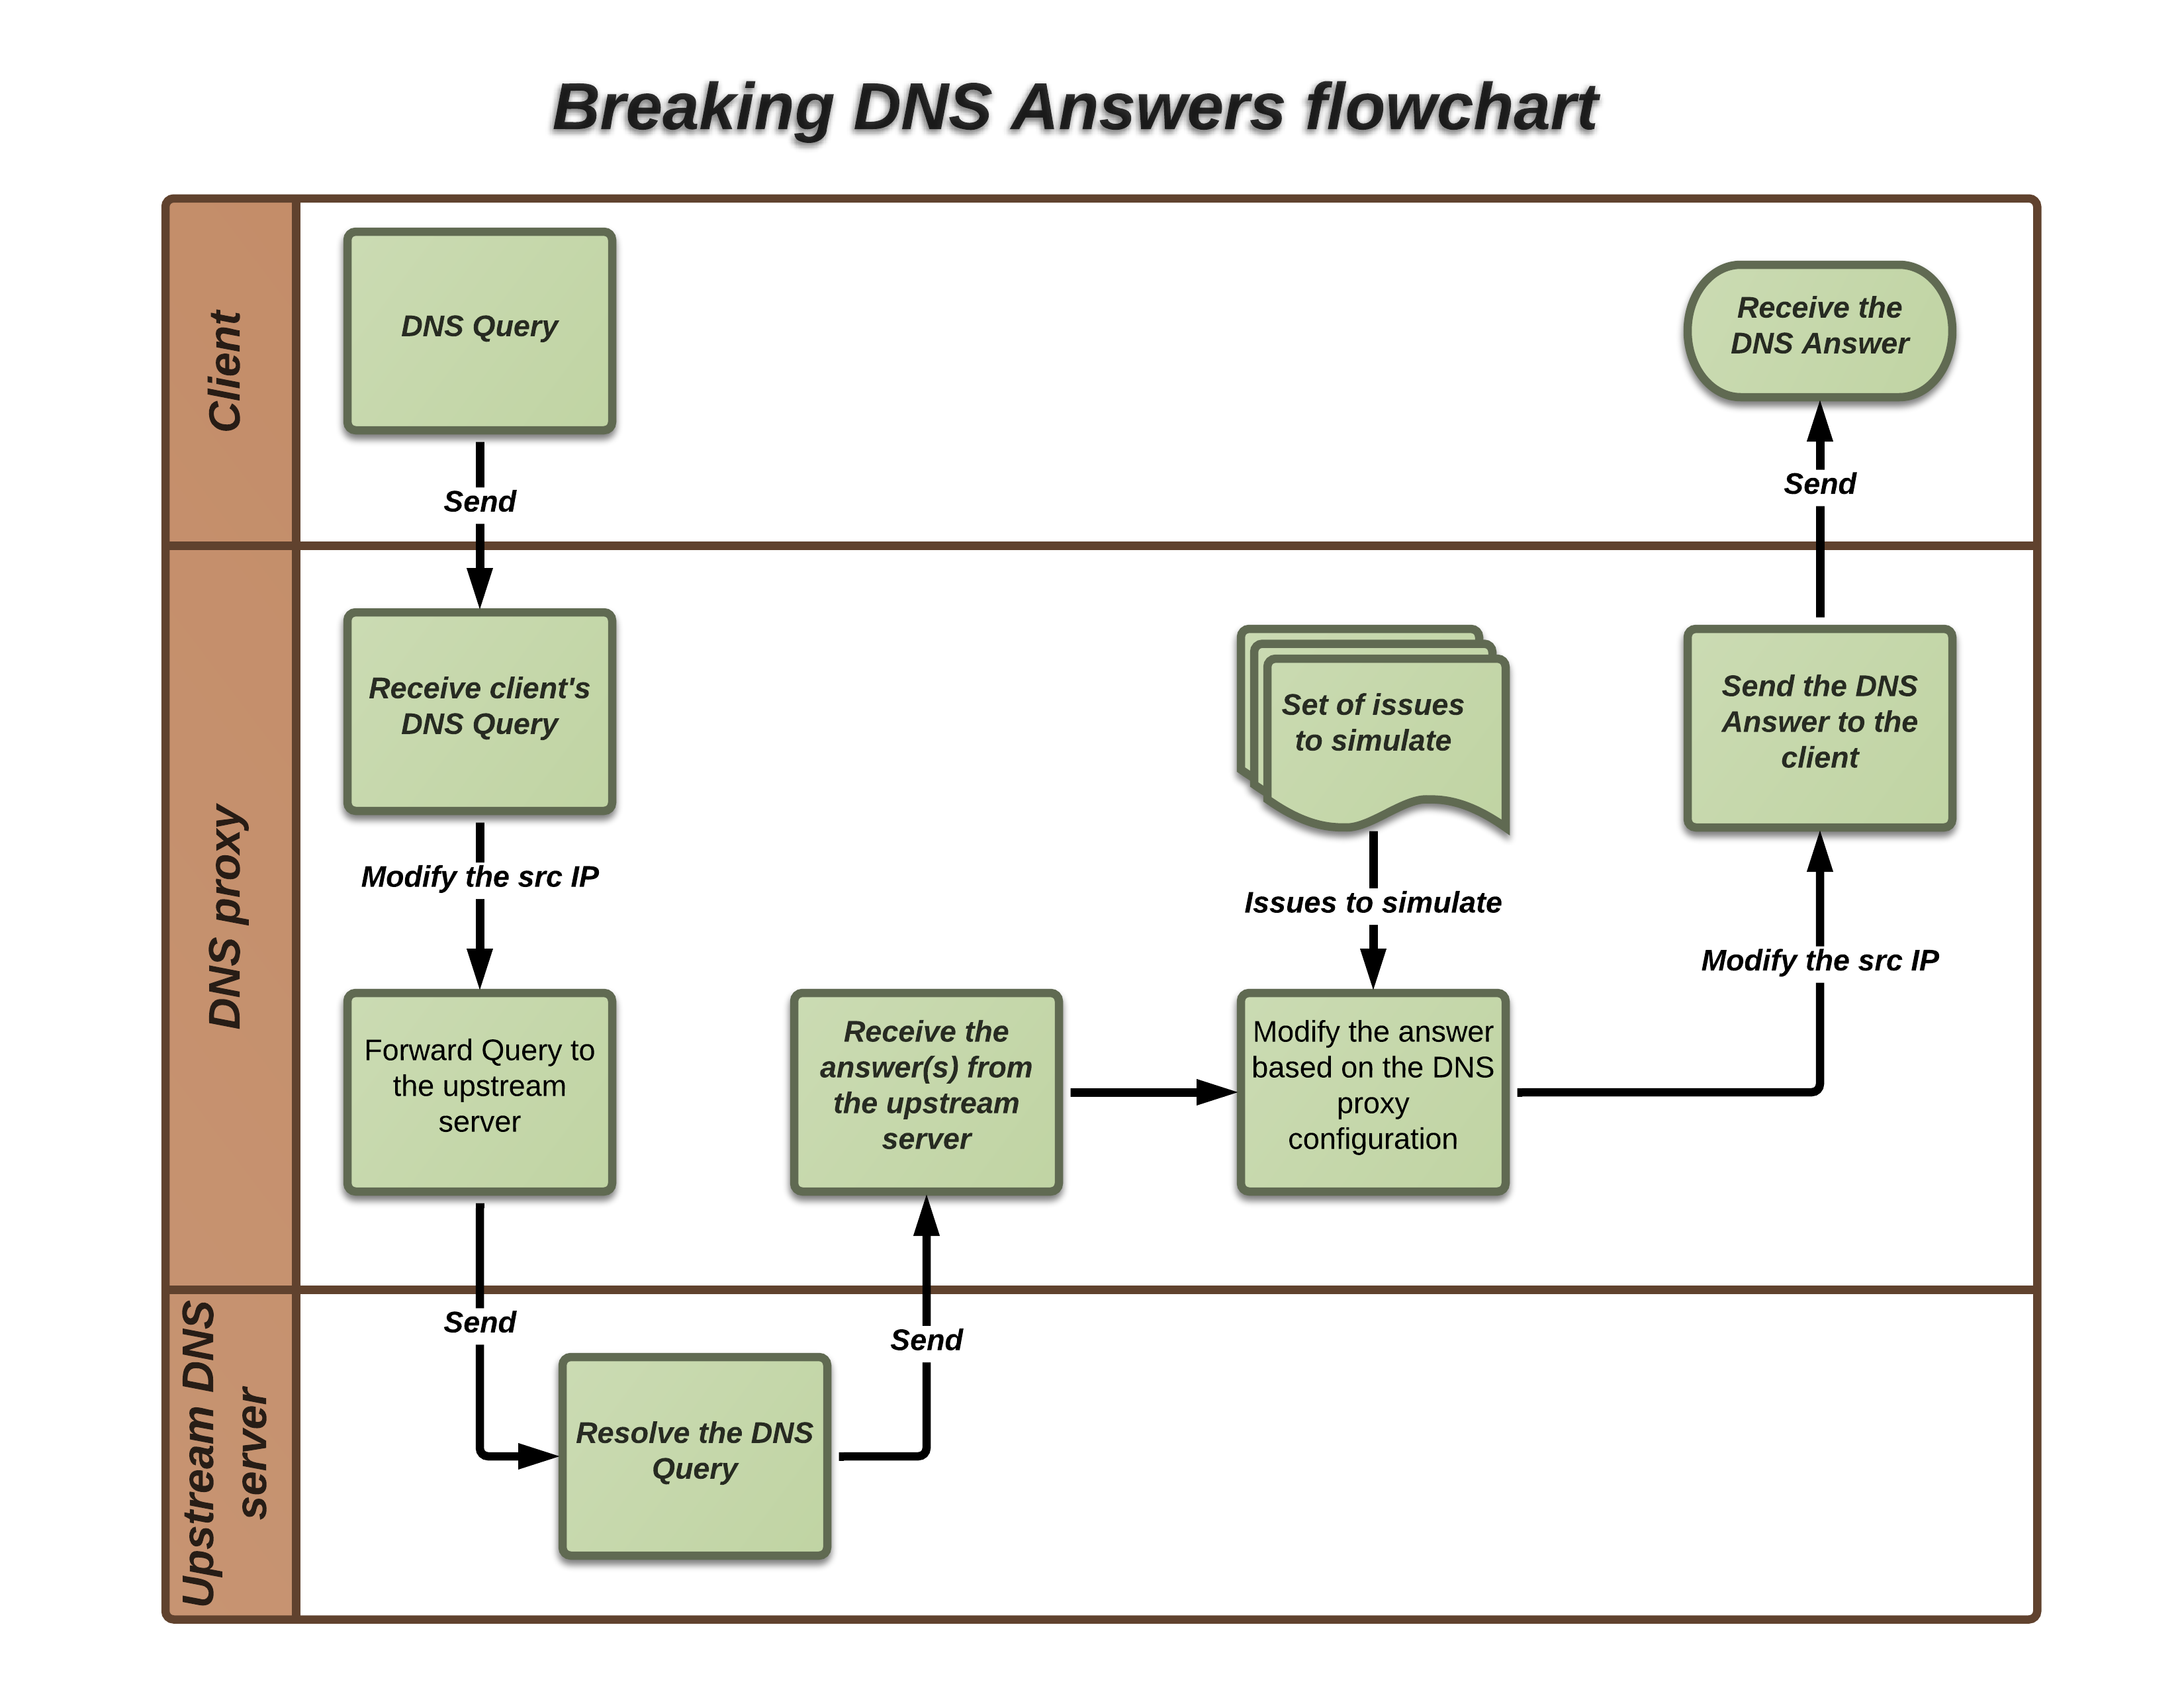 Breaking DNS Answers flowchart
Client
DNS Query
Receive the
DNS Answer
Send
Send
DNS proxy
Receive client's
DNS Query
Set of issues
to simulate
Send the DNS
Answer to the
client
Modify the src IP
Issues to simulate
Modify the src IP
Forward Query to
the upstream
server
Receive the
answer(s) from
the upstream
server
Modify the answer
based on the DNS
proxy
configuration
Upstream DNS
server
Send
Send
Resolve the DNS
Query